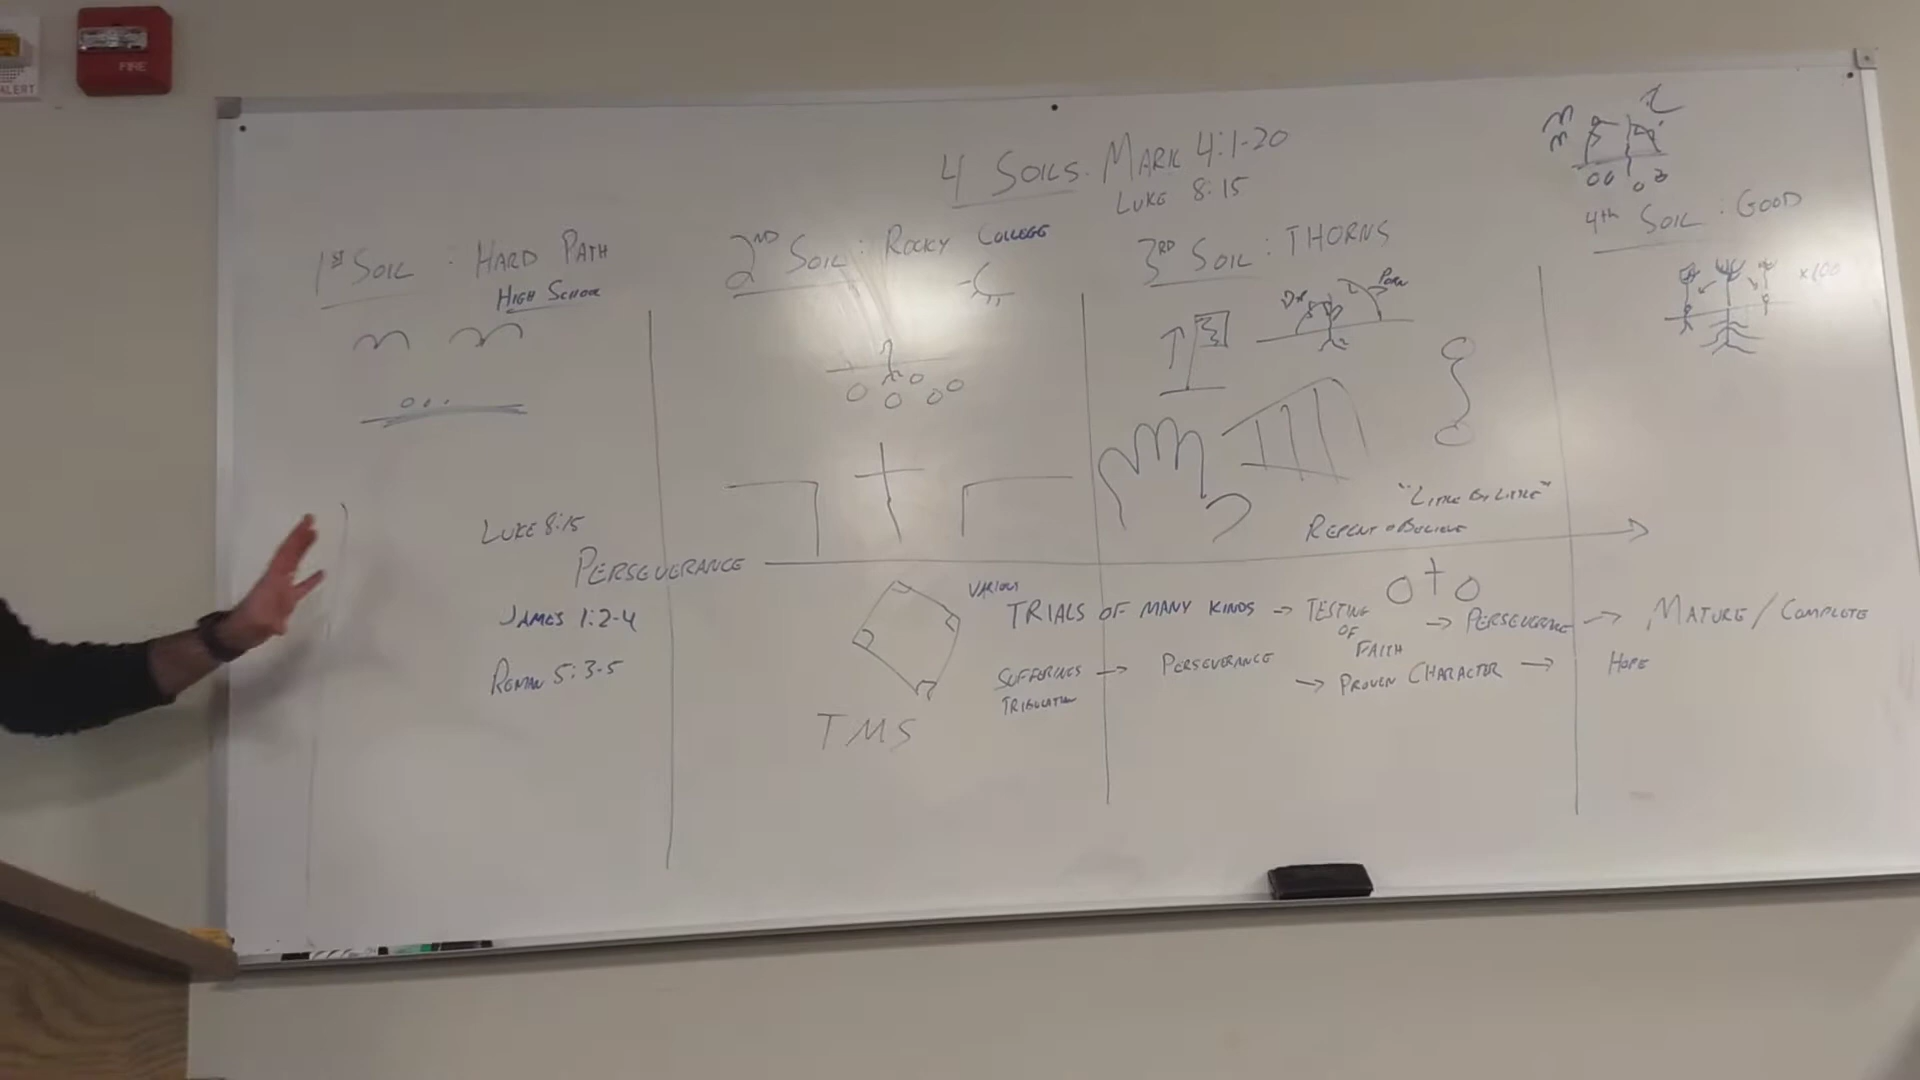 FIRE
ALERT
4 SOILS. MARK 4:1-20
LUKE 8:15
1ST SOIL : HARD PATH
HIGH SCHOOL
2ND SOIL : ROCKY COLLEGE
3RD SOIL : THORNS
4th SOIL : GOOD
x100
"LITTLE BY LITTLE"
REPENT & BELIEVE
LUKE 8:15
PERSEVERANCE
JAMES 1:2-4
VARIOUS
TRIALS OF MANY KINDS → TESTING OF FAITH → PERSEVERANCE → MATURE / COMPLETE
ROMAN 5:3-5
SUFFERINGS → PERSEVERANCE → PROVEN CHARACTER → HOPE
TRIBULATION
TMS